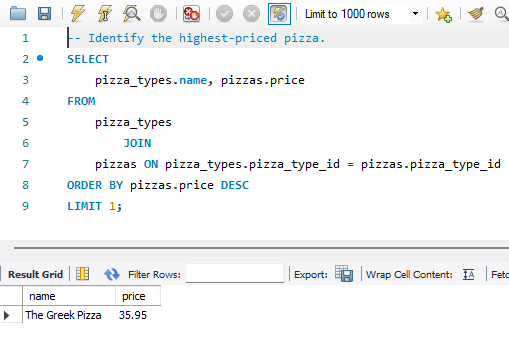 Limit to 1000 rows
1 -- Identify the highest-priced pizza.
2 SELECT
3 pizza_types.name, pizzas.price
4 FROM
5 pizza_types
6 JOIN
7 pizzas ON pizza_types.pizza_type_id = pizzas.pizza_type_id
8 ORDER BY pizzas.price DESC
9 LIMIT 1;
Result Grid Filter Rows: Export: Wrap Cell Content: Fetc
name price
The Greek Pizza 35.95